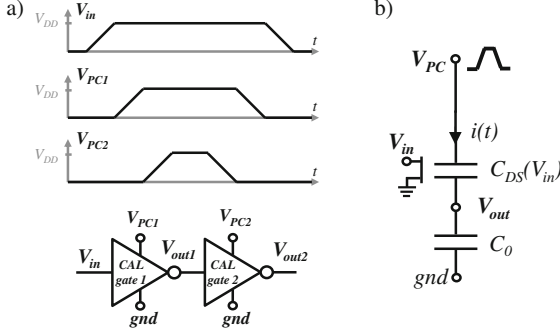 a)
V_in
V_DD
t
V_PC1
V_DD
t
V_PC2
V_DD
t
V_PC1
V_PC2
V_in
CAL
gate 1
V_out1
CAL
gate 2
V_out2
gnd
gnd
b)
V_PC
i(t)
V_in
C_DS(V_in)
V_out
C_0
gnd